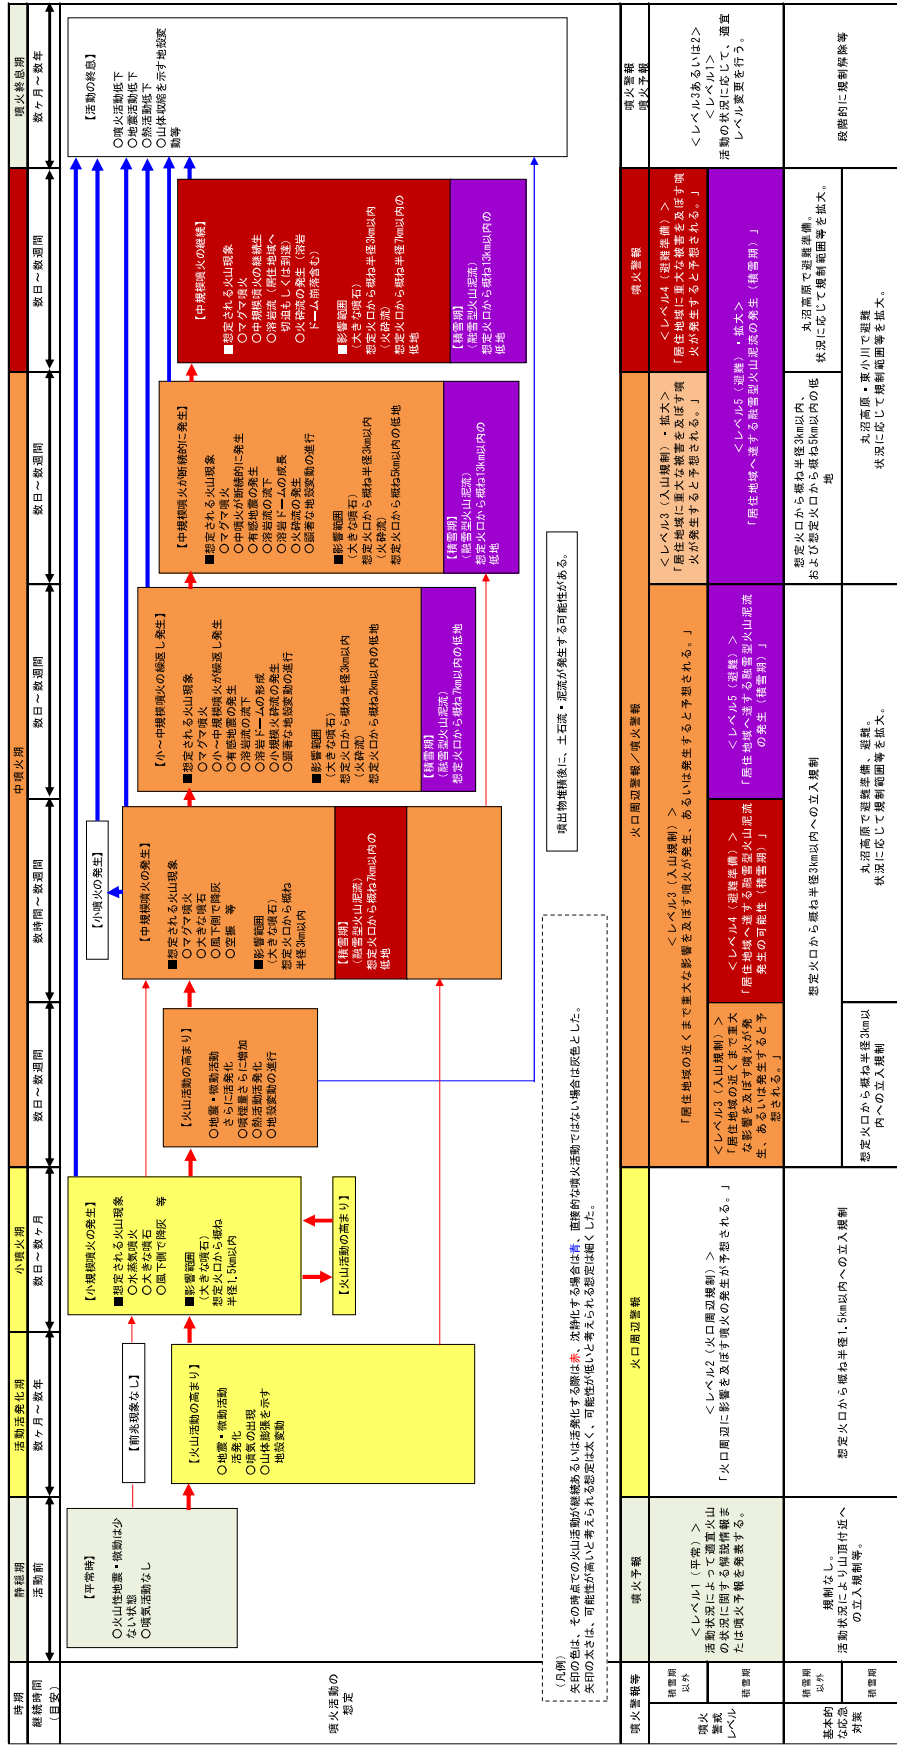 時期
静穏期
活動活発化期
小噴火期
中噴火期
噴火終息期
継続時間
(目安)
活動前
数ヶ月~数年
数日~数ヶ月
数日~数週間
数時間~数週間
数日~数週間
数日~数週間
数日~数週間
数ヶ月~数年
噴火活動の
想定
【平常時】
○火山性地震・微動は少
ない状態
○噴気活動なし
【前兆現象なし】
【火山活動の高まり】
○地震・微動活動
活発化
○噴気の出現
○山体膨張を示す
地殻変動
【小規模噴火の発生】
■想定される火山現象
○水蒸気噴火
○大きな噴石
○風下側で降灰 等
■影響範囲
(大きな噴石)
想定火口から概ね
半径1.5km以内
【火山活動の高まり】
【火山活動の高まり】
○地震・微動活動
さらに活発化
○噴煙量さらに増加
○熱活動活発化
○地殻変動の進行
【小噴火の発生】
【中規模噴火の発生】
■想定される火山現象
○マグマ噴火
○大きな噴石
○風下側で降灰
○空振 等
■影響範囲
(大きな噴石)
想定火口から概ね
半径3km以内
【積雪期】
(融雪型火山泥流)
想定火口から概ね7km以内の
低地
【小~中規模噴火の繰返し発生】
■想定される火山現象
○マグマ噴火
○小~中規模噴火が繰返し発生
○有感地震の発生
○溶岩流の流下
○溶岩ドームの形成
○小規模火砕流の発生
○顕著な地殻変動の進行
■影響範囲
(大きな噴石)
想定火口から概ね半径3km以内
(火砕流)
想定火口から概ね2km以内の低地
【積雪期】
(融雪型火山泥流)
想定火口から概ね7km以内の低地
【中規模噴火が断続的に発生】
■想定される火山現象
○マグマ噴火
○中噴火が断続的に発生
○有感地震の発生
○溶岩流の流下
○溶岩ドームの成長
○火砕流の発生
○顕著な地殻変動の進行
■影響範囲
(大きな噴石)
想定火口から概ね半径3km以内
(火砕流)
想定火口から概ね5km以内の低地
【積雪期】
(融雪型火山泥流)
想定火口から概ね13km以内の
低地
【中規模噴火の継続】
■想定される火山現象
○マグマ噴火
○中規模噴火の継続生
○溶岩流(居住地域へ
切迫もしくは到達)
○火砕流の発生(溶岩
ドーム崩落含む)
■影響範囲
(大きな噴石)
想定火口から概ね半径3km以内
(火砕流)
想定火口から概ね半径7km以内の
低地
【積雪期】
(融雪型火山泥流)
想定火口から概ね13km以内の
低地
【活動の終息】
○噴火活動低下
○地震活動低下
○熱活動低下
○山体収縮を示す地殻変
動等
噴出物堆積後に、土石流・泥流が発生する可能性がある。
(凡例)
矢印の色は、その時点での火山活動が継続あるいは活発化する際は赤、沈静化する場合は青、直接的な噴火活動ではない場合は灰色とした。
矢印の太さは、可能性が高いと考えられる想定は太く、可能性が低いと考えられる想定は細くした。
噴火警報等
噴火予報
火口周辺警報
火口周辺警報/噴火警報
噴火警報
噴火警報
噴火予報
噴火
警戒
レベル
積雪期
以外
積雪期
<レベル1(平常)>
活動状況によって適宜火山
の状況に関する解説情報ま
たは噴火予報を発表する。
<レベル2(火口周辺規制)>
「火口周辺に影響を及ぼす噴火の発生が予想される。」
<レベル3(入山規制)>
「居住地域の近くまで重大な影響を及ぼす噴火が発生、あるいは発生すると予想される。」
<レベル3(入山規制)・拡大>
「居住地域に重大な被害を及ぼす噴
火が発生すると予想される。」
<レベル4(避難準備)>
「居住地域に重大な被害を及ぼす噴
火が発生すると予想される。」
<レベル3(入山規制)>
「居住地域の近くまで重大
な影響を及ぼす噴火が発
生、あるいは発生すると予
想される。」
<レベル4(避難準備)>
「居住地域へ達する融雪型火山泥流
発生の可能性(積雪期)」
<レベル5(避難)>
「居住地域へ達する融雪型火山泥流
の発生(積雪期)」
<レベル5(避難)・拡大>
「居住地域へ達する融雪型火山泥流の発生(積雪期)」
<レベル3あるいは2>
<レベル1>
活動の状況に応じて、適宜
レベル変更を行う。
基本的
な応急
対策
積雪期
以外
積雪期
規制なし。
活動状況により山頂付近へ
の立入規制等。
想定火口から概ね半径1.5km以内への立入規制
想定火口から概ね半径3km以内への立入規制
想定火口から概ね半径3km以内、
および想定火口から概ね5km以内の低
地
丸沼高原で避難準備。
状況に応じて規制範囲等を拡大。
想定火口から概ね半径3km以
内への立入規制
丸沼高原で避難準備、避難。
状況に応じて規制範囲等を拡大。
丸沼高原・東小川で避難
状況に応じて規制範囲等を拡大。
段階的に規制解除等